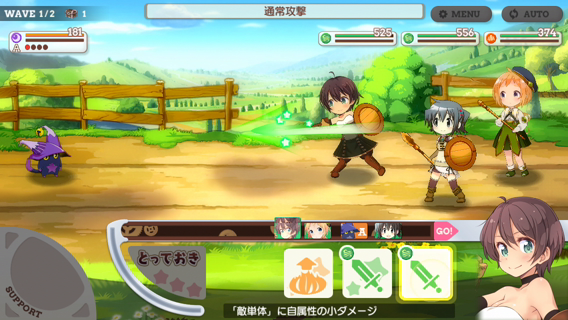 WAVE 1/2 1
通常攻撃
MENU
AUTO
181
A
525
556
374
GO!
とっておき
SUPPORT
「敵単体」に自属性の小ダメージ